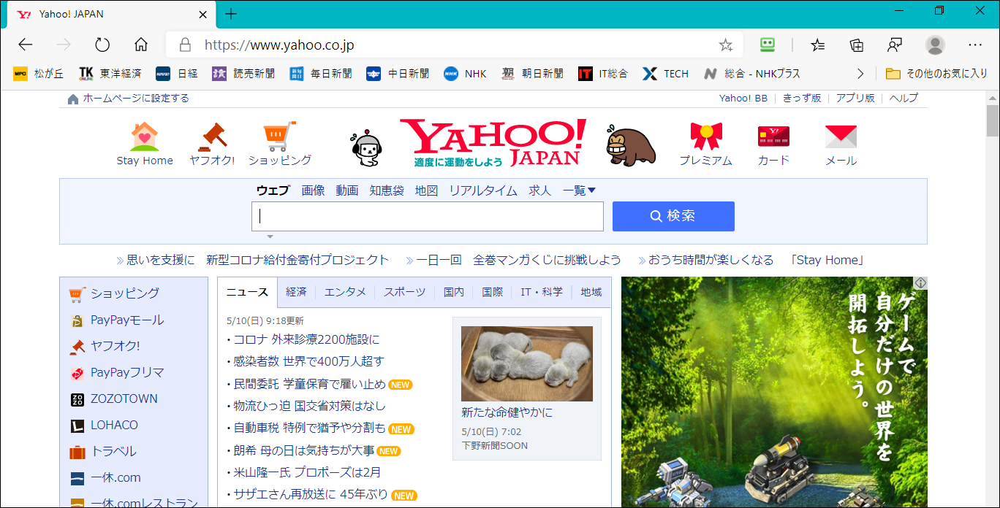 Yahoo! JAPAN
https://www.yahoo.co.jp
MPC 松が丘 TK ONLINE 東洋経済 日経 読売新聞 毎日新聞 中日新聞 NHK NHK 朝 朝日新聞 IT IT総合 TECH N 総合 - NHKプラス その他のお気に入り
ホームページに設定する Yahoo! BB きっず版 アプリ版 ヘルプ
YAHOO! JAPAN
適度に運動をしよう
Stay Home ヤフオク! ショッピング プレミアム カード メール
ウェブ 画像 動画 知恵袋 地図 リアルタイム 求人 一覧▼
検索
思いを支援に 新型コロナ給付金寄付プロジェクト 一日一回 全巻マンガくじに挑戦しよう おうち時間が楽しくなる 「Stay Home」
ショッピング
PayPayモール
ヤフオク!
PayPayフリマ
ZOZOTOWN
LOHACO
トラベル
一休.com
一休.comレストラン
ニュース 経済 エンタメ スポーツ 国内 国際 IT・科学 地域
5/10(日) 9:18更新
・コロナ 外来診療2200施設に
・感染者数 世界で400万人超す
・民間委託 学童保育で雇い止め NEW
・物流ひっ迫 国交省対策はなし
・自動車税 特例で猶予や分割も NEW
・朗希 母の日は気持ちが大事 NEW
・米山隆一氏 プロポーズは2月
・サザエさん再放送に 45年ぶり NEW
新たな命健やかに
5/10(日) 7:02
下野新聞SOON
ゲームで
自分だけの世界を
開拓しよう。